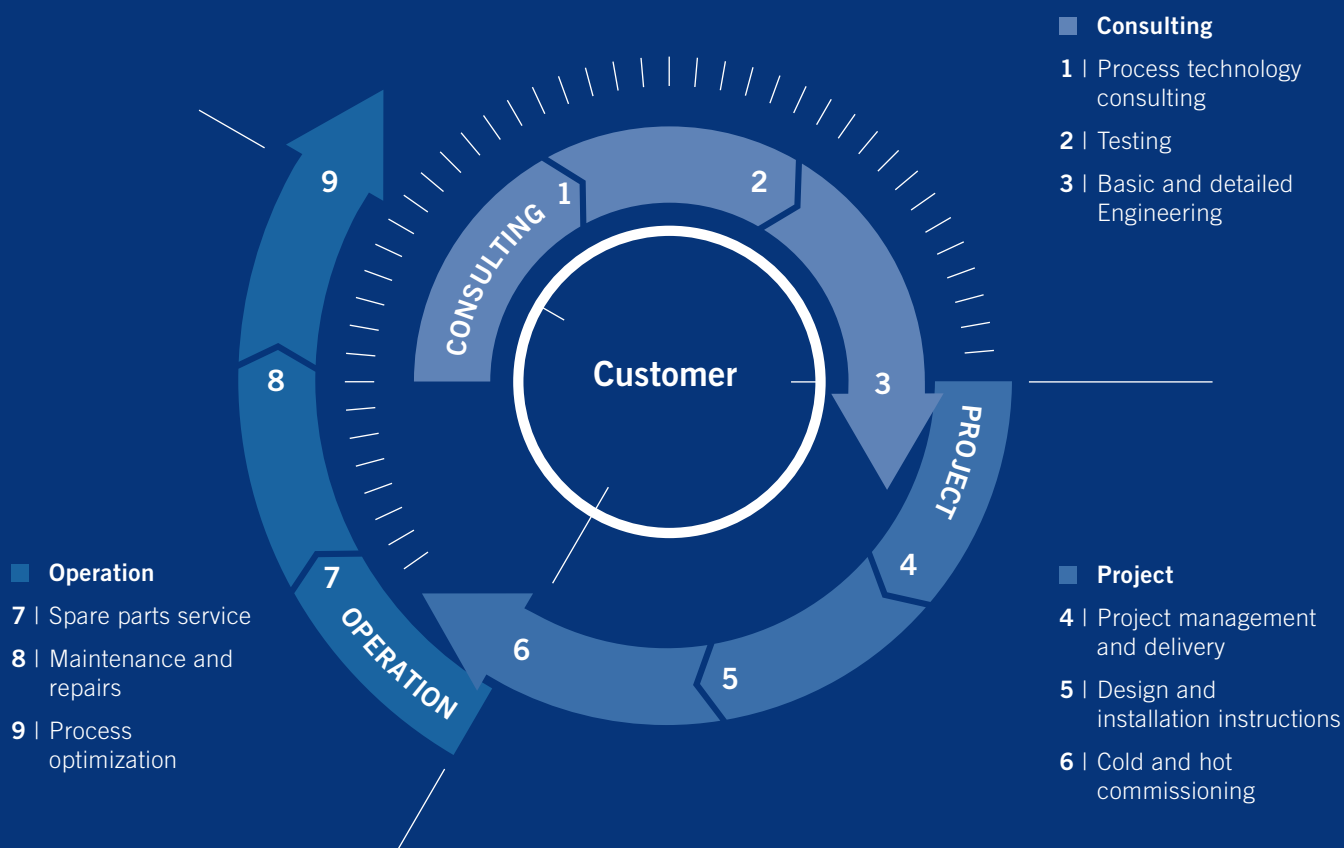 Consulting
1 | Process technology
consulting
2 | Testing
3 | Basic and detailed
Engineering
9
1
2
CONSULTING
Customer
8
3
PROJECT
7
4
OPERATION
6
5
Operation
7 | Spare parts service
8 | Maintenance and
repairs
9 | Process
optimization
Project
4 | Project management
and delivery
5 | Design and
installation instructions
6 | Cold and hot
commissioning